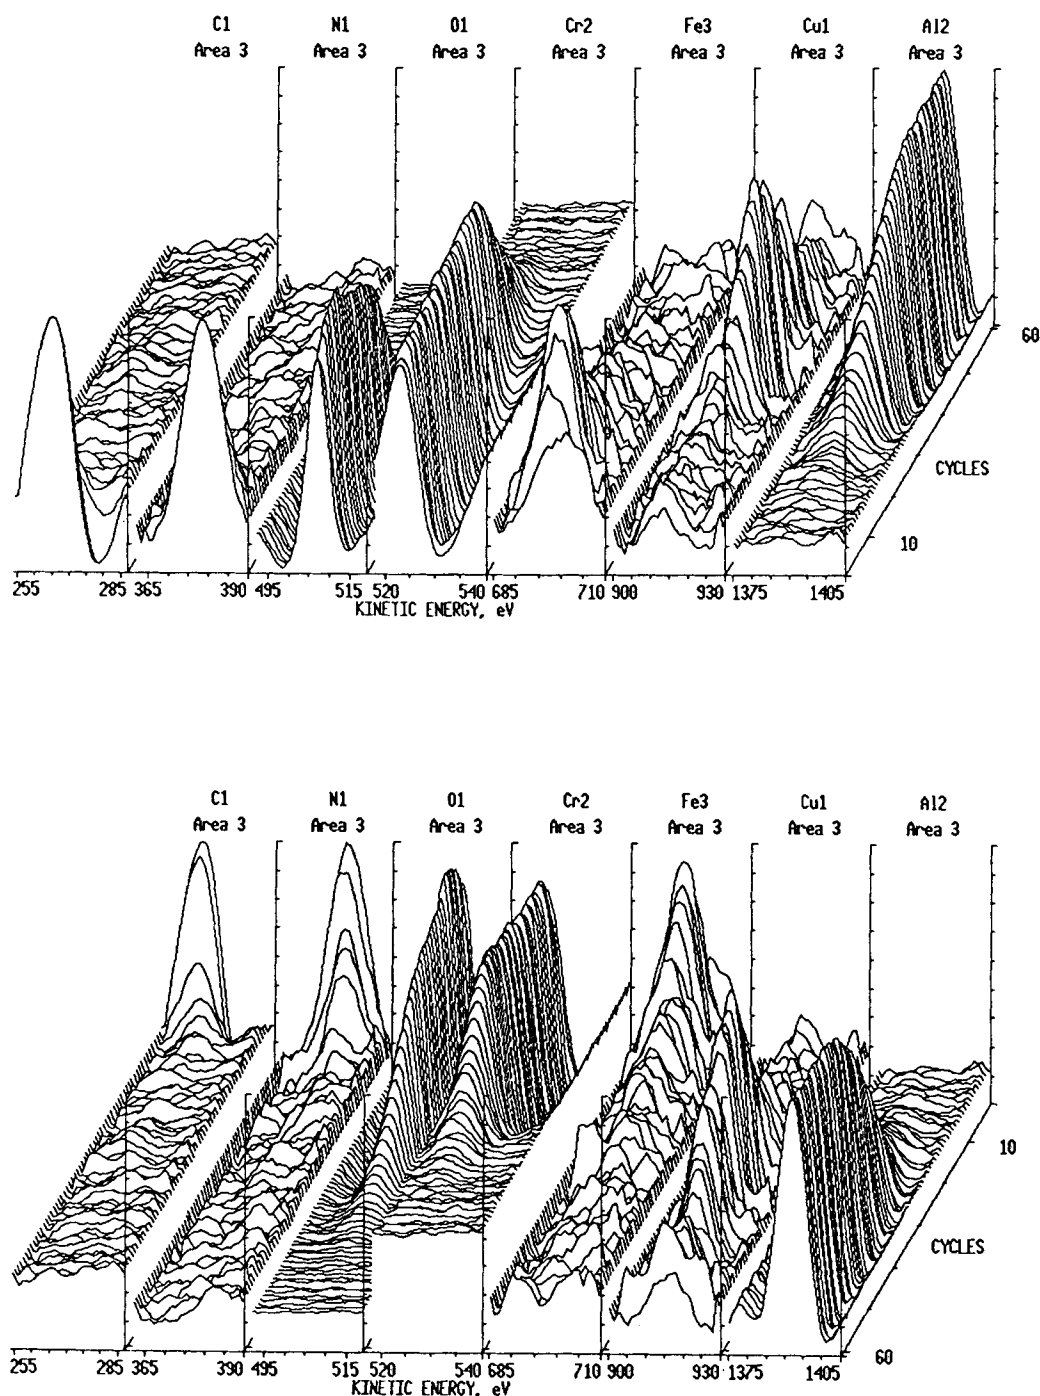 C1 N1 O1 Cr2 Fe3 Cu1 Al2
Area 3 Area 3 Area 3 Area 3 Area 3 Area 3 Area 3
60
CYCLES
10
255 285 365 390 495 515 520 540 685 710 900 930 1375 1405
KINETIC ENERGY, eV
C1 N1 O1 Cr2 Fe3 Cu1 Al2
Area 3 Area 3 Area 3 Area 3 Area 3 Area 3 Area 3
10
CYCLES
60
255 285 365 390 495 515 520 540 685 710 900 930 1375 1405
KINETIC ENERGY, eV